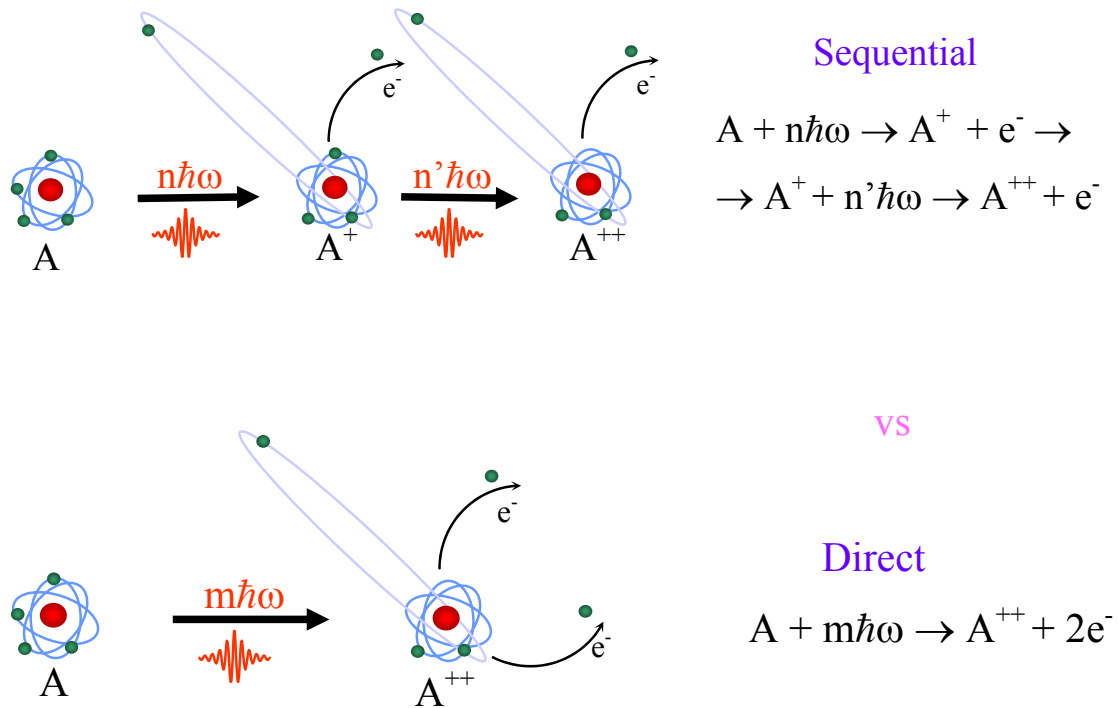 Sequential
e⁻
e⁻
A + nħω → A⁺ + e⁻ →
nħω
n’ħω
→ A⁺ + n’ħω → A⁺⁺ + e⁻
A
A⁺
A⁺⁺
vs
e⁻
Direct
mħω
A + mħω → A⁺⁺ + 2e⁻
e⁻
A
A⁺⁺